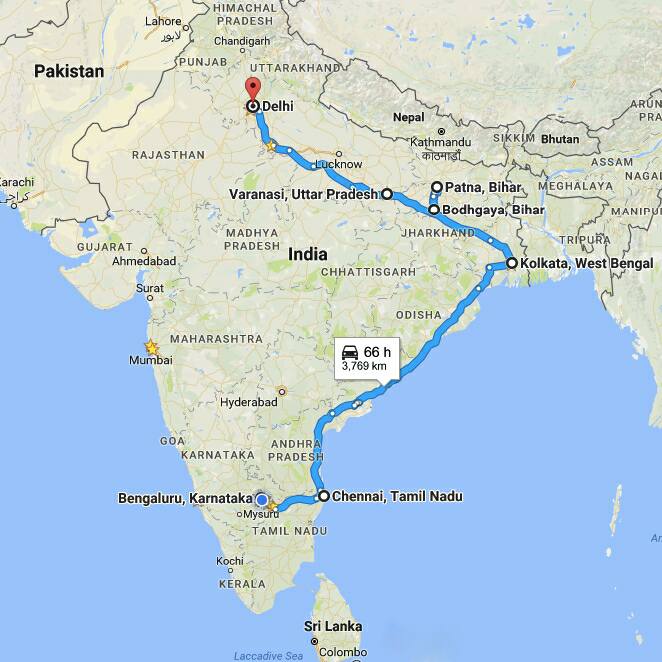 HIMACHAL
PRADESH
Lahore
لاہور
Chandigarh
PUNJAB
UTTARAKHAND
Pakistan
Delhi
Nepal
SIKKIM
Bhutan
Kathmandu
काठमाडौं
ASSAM
RAJASTHAN
Lucknow
MEGHALAYA
Patna, Bihar
Varanasi, Uttar Pradesh
Bodhgaya, Bihar
Karachi
MANIPU
MADHYA
PRADESH
JHARKHAND
TRIPURA
GUJARAT
India
Ahmedabad
Kolkata, West Bengal
CHHATTISGARH
Surat
ODISHA
MAHARASHTRA
Mumbai
66 h
3,769 km
Hyderabad
GOA
ANDHRA
PRADESH
KARNATAKA
Bengaluru, Karnataka
Chennai, Tamil Nadu
Mysuru
TAMIL NADU
Kochi
KERALA
Sri Lanka
Colombo
Laccadive Sea